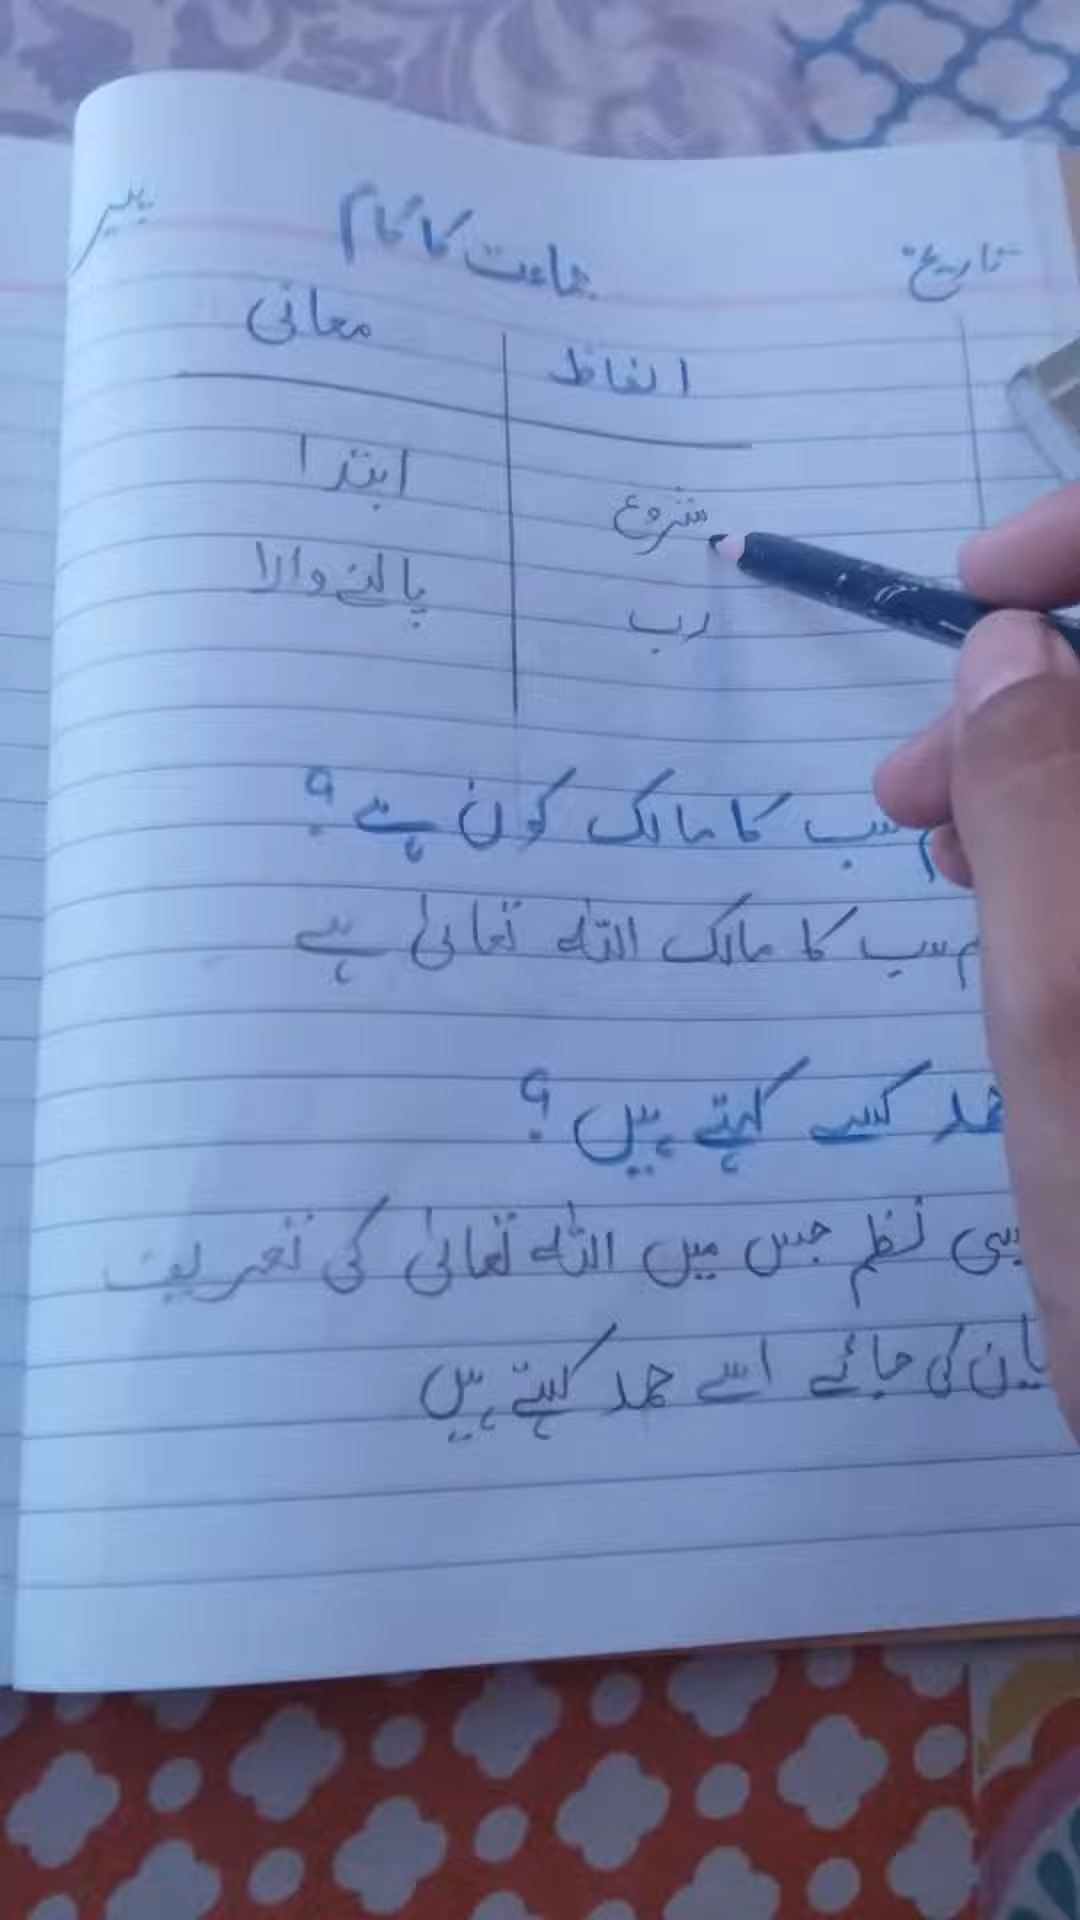 تاریخ جماعت کا کام پیر
الفاظ معانی
شروع ابتدا
رب پالنے والا
سب کا مالک کون ہے؟
سب کا مالک اللہ تعالیٰ ہے
حمد کسے کہتے ہیں؟
نظم جس میں اللہ تعالیٰ کی تعریف
کی جائے اسے حمد کہتے ہیں